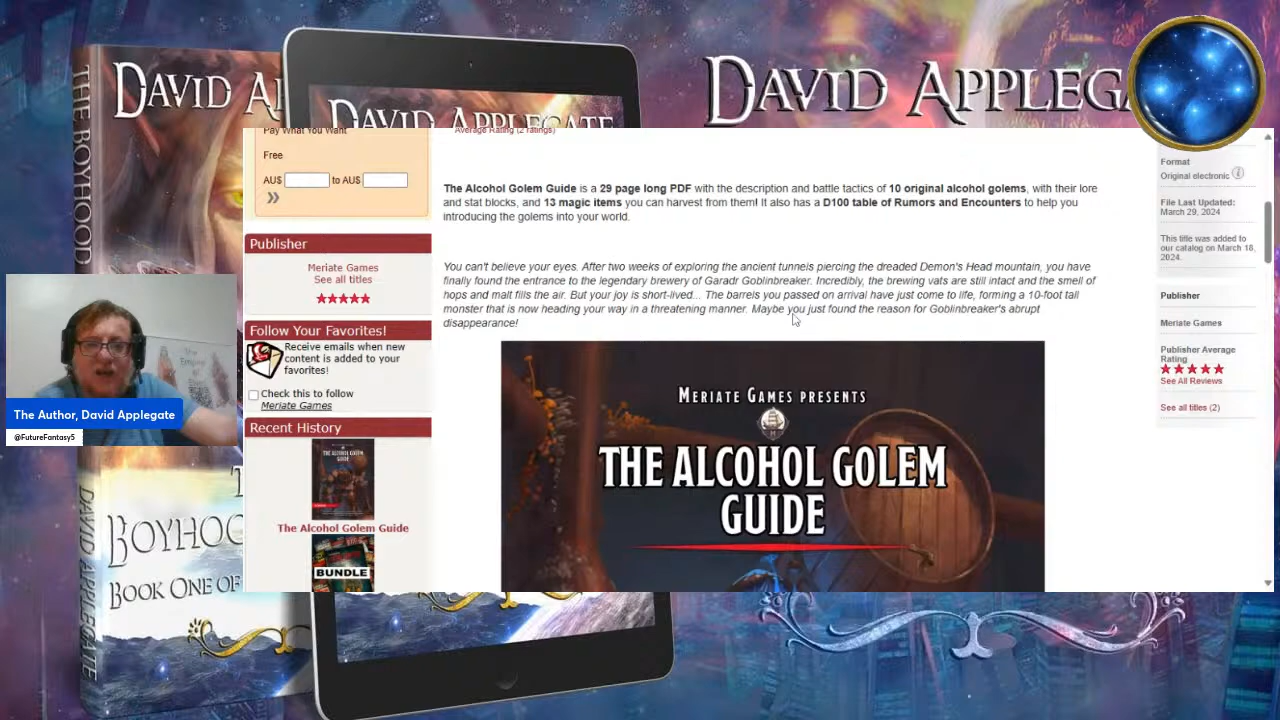 DAVID APPLEGA
THE BOYHOOD
DAVID A
DAVID APPLEGATE
Pay What You Want
Average Rating (2 ratings)
Free
AU$ to AU$
Publisher
Meriate Games
See all titles
Follow Your Favorites!
Receive emails when new
content is added to your
favorites!
Check this to follow
Meriate Games
Recent History
The Alcohol Golem Guide
BUNDLE
The Alcohol Golem Guide is a 29 page long PDF with the description and battle tactics of 10 original alcohol golems, with their lore
and stat blocks, and 13 magic items you can harvest from them! It also has a D100 table of Rumors and Encounters to help you
introducing the golems into your world.
You can't believe your eyes. After two weeks of exploring the ancient tunnels piercing the dreaded Demon's Head mountain, you have
finally found the entrance to the legendary brewery of Garadr Goblinbreaker. Incredibly, the brewing vats are still intact and the smell of
hops and malt fills the air. But your joy is short-lived... The barrels you passed on arrival have just come to life, forming a 10-foot tall
monster that is now heading your way in a threatening manner. Maybe you just found the reason for Goblinbreaker's abrupt
disappearance!
MERIATE GAMES PRESENTS
THE ALCOHOL GOLEM
GUIDE
Format
Original electronic
File Last Updated:
March 29, 2024
This title was added to
our catalog on March 18,
2024.
Publisher
Meriate Games
Publisher Average
Rating
See All Reviews
See all titles (2)
The Author, David Applegate
@FutureFantasy5
BOYHOO
BOOK ONE OF
DAVID APPLEGATE